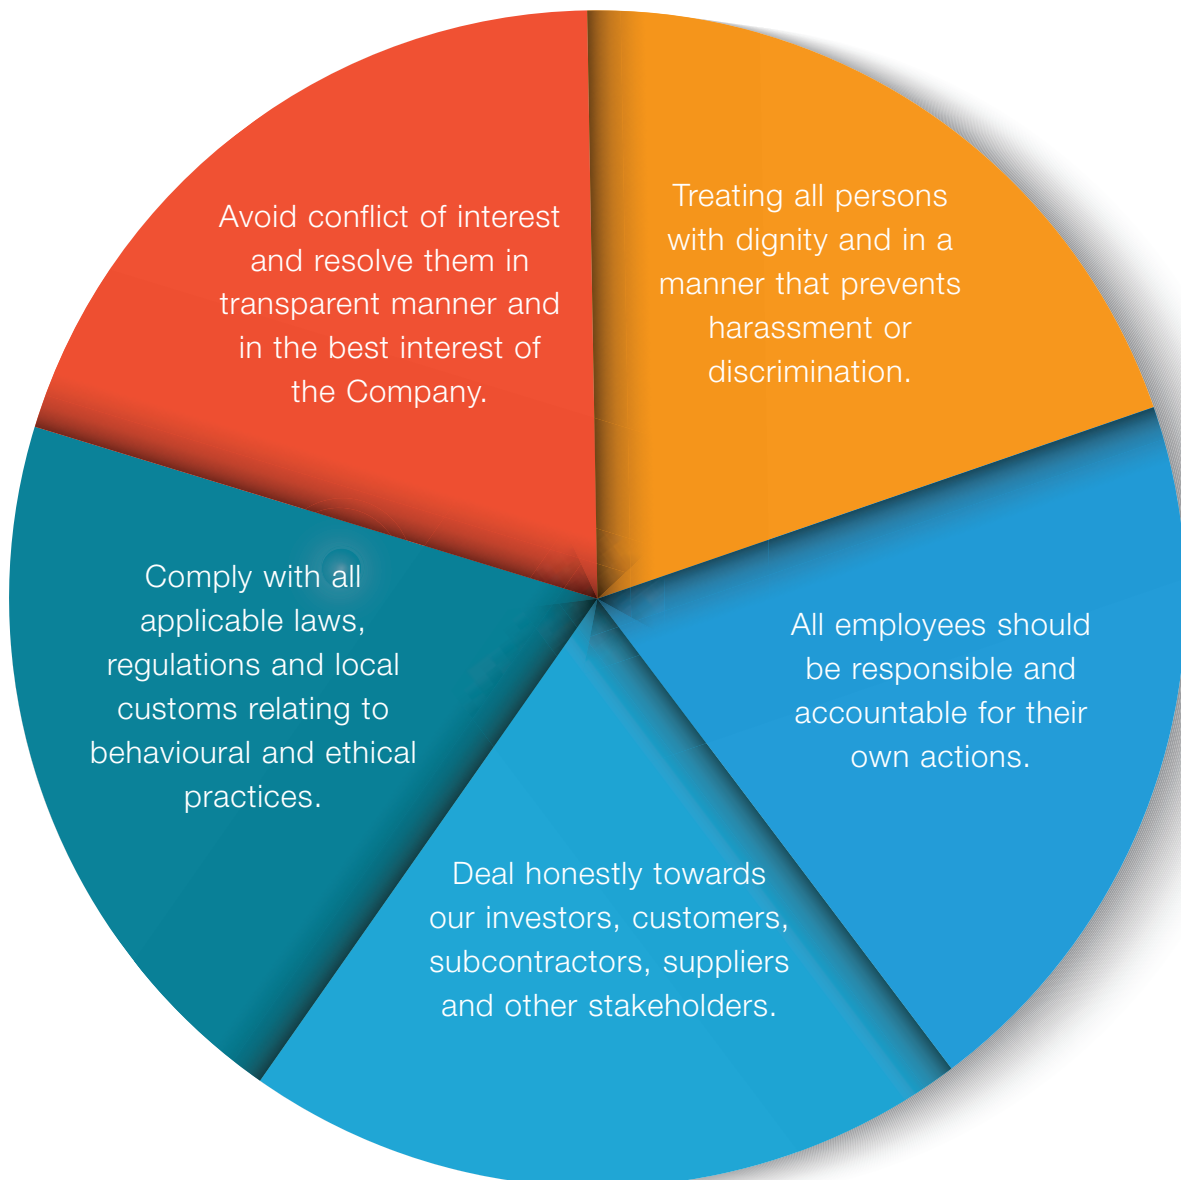 Avoid conflict of interest
and resolve them in
transparent manner and
in the best interest of
the Company.
Treating all persons
with dignity and in a
manner that prevents
harassment or
discrimination.
Comply with all
applicable laws,
regulations and local
customs relating to
behavioural and ethical
practices.
All employees should
be responsible and
accountable for their
own actions.
Deal honestly towards
our investors, customers,
subcontractors, suppliers
and other stakeholders.